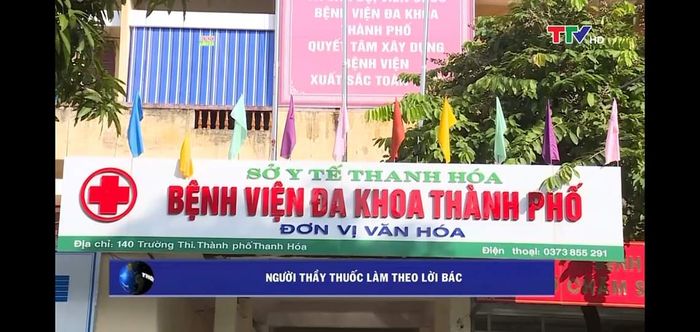 BỆNH VIỆN ĐA KHOA
THÀNH PHỐ
QUYẾT TÂM XÂY DỰNG
BỆNH VIỆN
XUẤT SẮC TOÀN
TTV HD
SỞ Y TẾ THANH HÓA
BỆNH VIỆN ĐA KHOA THÀNH PHỐ
ĐƠN VỊ VĂN HÓA
Địa chỉ: 140 Trường Thi.Thành phố Thanh Hóa
Điện thoại: 0373 855 291
NGƯỜI THẦY THUỐC LÀM THEO LỜI BÁC